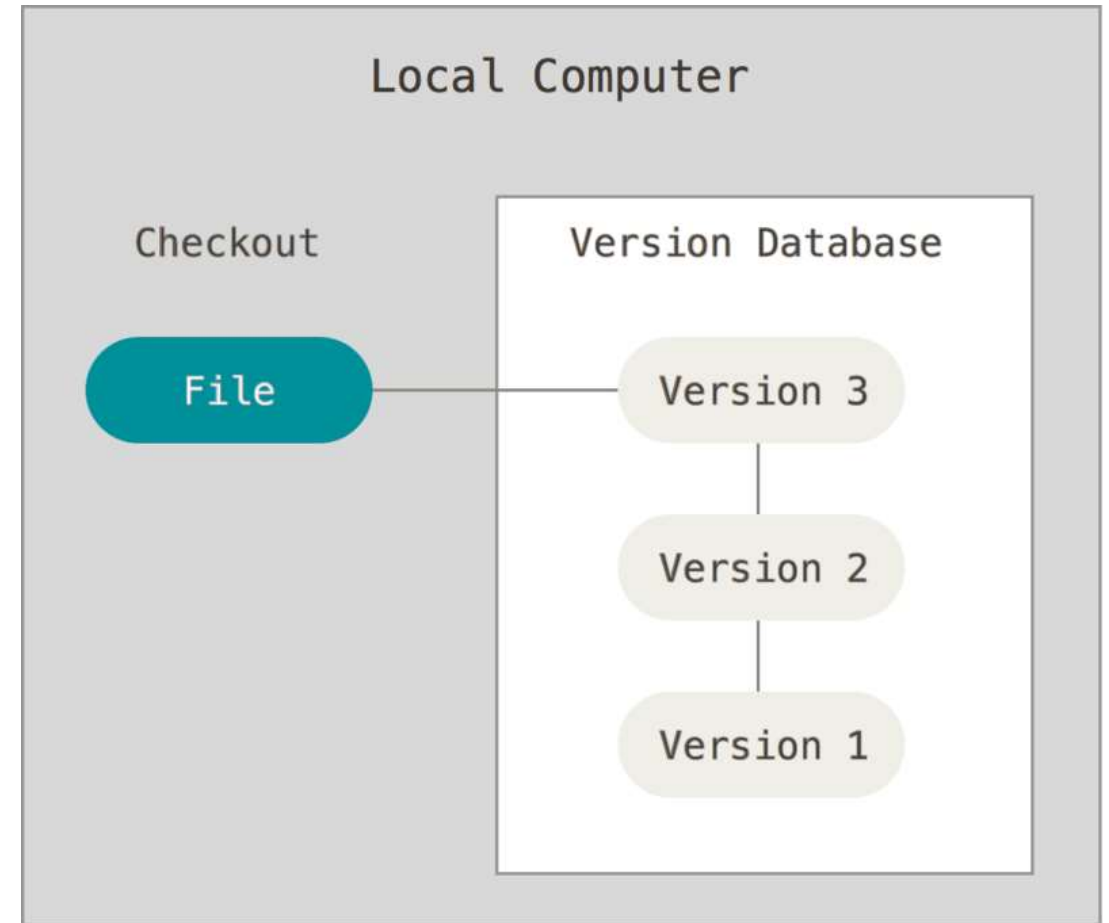 Local Computer
Checkout
Version Database
File
Version 3
Version 2
Version 1